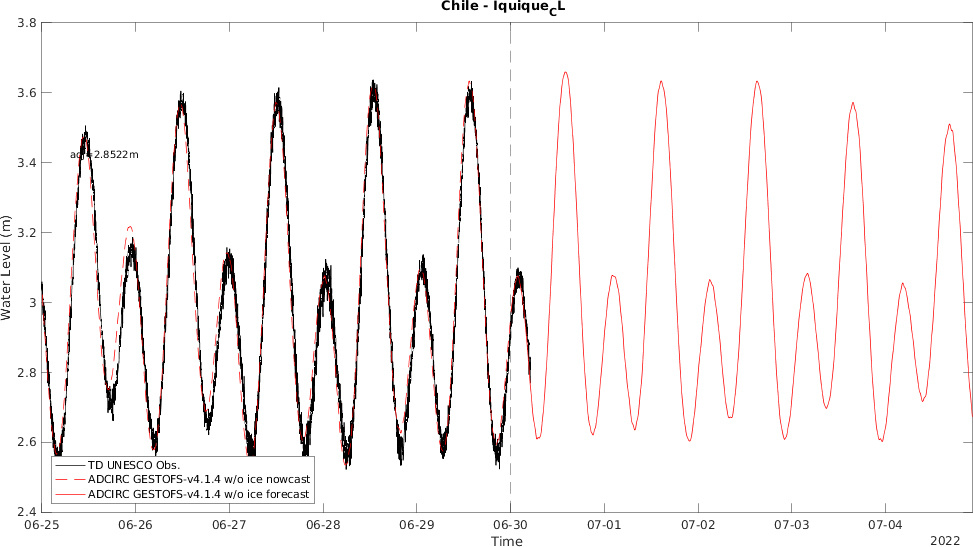 Chile - Iquique_CL
3.8
3.6
3.4
3.2
3
2.8
2.6
2.4
Water Level (m)
2.8522m
TD UNESCO Obs.
ADCIRC GESTOFS-v4.1.4 w/o ice nowcast
ADCIRC GESTOFS-v4.1.4 w/o ice forecast
06-25 06-26 06-27 06-28 06-29 06-30 07-01 07-02 07-03 07-04
Time
2022